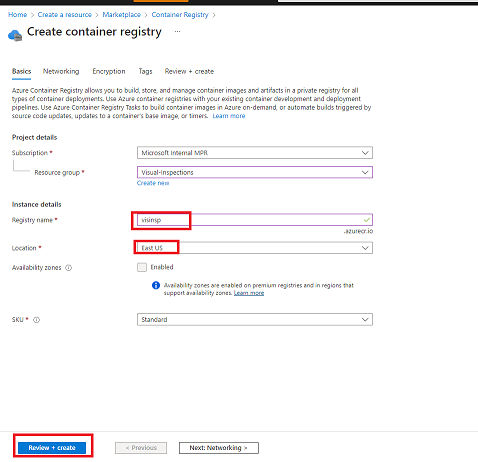 Home > Create a resource > Marketplace > Container Registry >
Create container registry ...
Basics Networking Encryption Tags Review + create
Azure Container Registry allows you to build, store, and manage container images and artifacts in a private registry for all
types of container deployments. Use Azure container registries with your existing container development and deployment
pipelines. Use Azure Container Registry Tasks to build container images in Azure on-demand, or automate builds triggered by
source code updates, updates to a container's base image, or timers. Learn more
Project details
Subscription * Microsoft Internal MPR
Resource group * Visual-Inspections
Create new
Instance details
Registry name * visinsp
.azurecr.io
Location * East US
Availability zones Enabled
Availability zones are enabled on premium registries and in regions that
support availability zones. Learn more
SKU * Standard
Review + create < Previous Next: Networking >